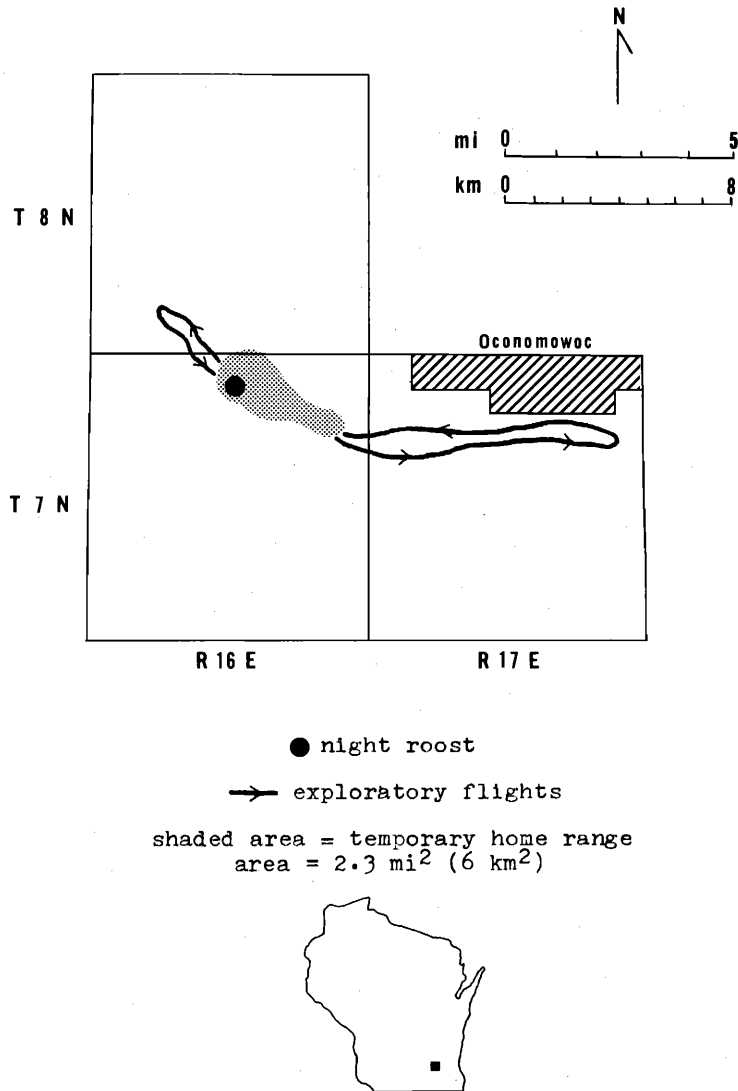 N
mi 0 5
km 0 8
T 8 N
Oconomowoc
T 7 N
R 16 E R 17 E
night roost
exploratory flights
shaded area = temporary home range
area = 2.3 mi² (6 km²)